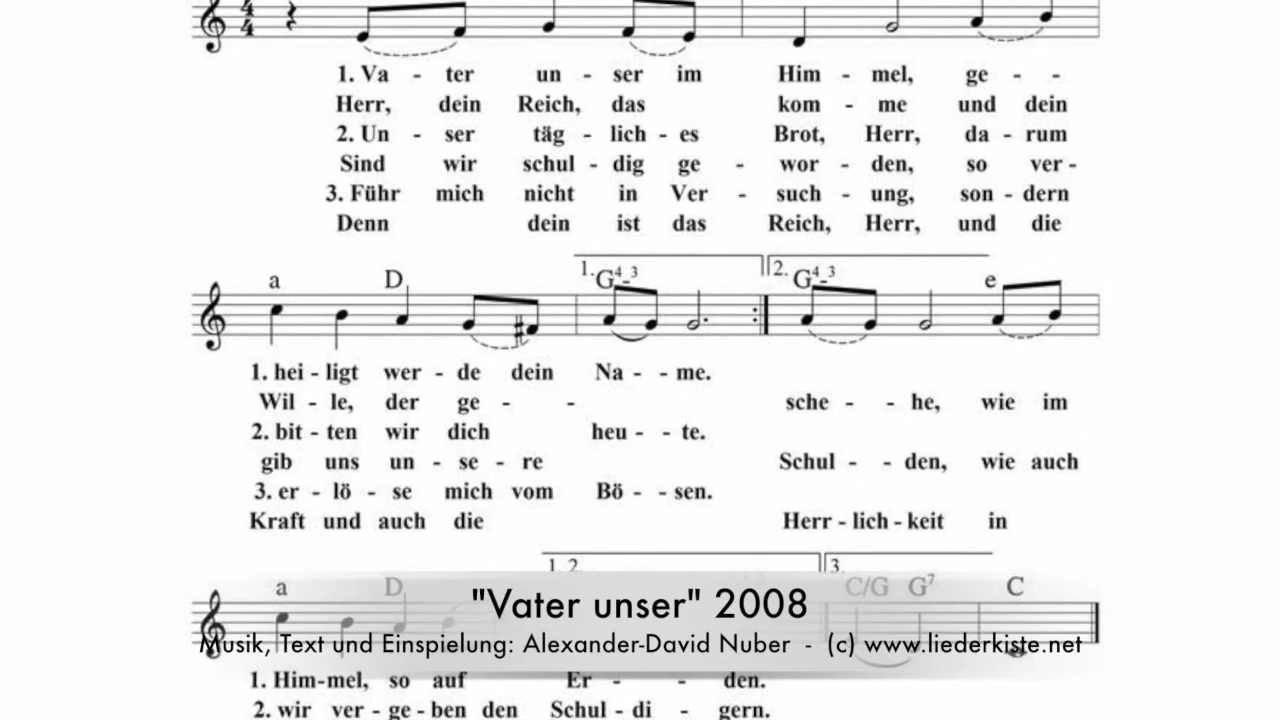 4 4
1. Va - ter un - ser im Him - mel, ge - -
Herr, dein Reich, das kom - me und dein
2. Un - ser täg - lich - es Brot, Herr, da - rum
Sind wir schul - dig ge - wor - den, so ver -
3. Führ mich nicht in Ver - such - ung, son - dern
Denn dein ist das Reich, Herr, und die
a D 1. G4-3 2. G4-3 e
1. hei - ligt wer - de dein Na - - me.
Wil - le, der ge - - sche - - he, wie im
2. bit - ten wir dich heu - - te.
gib uns un - se - re Schul - - den, wie auch
3. er - lö - se mich vom Bö - - sen.
Kraft und auch die Herr - lich - keit in
1. 2 3.
a D C/G G7 C
"Vater unser" 2008
Musik, Text und Einspielung: Alexander-David Nuber - (c) www.liederkiste.net
1. Him-mel, so auf Er - - den.
2. wir ver - ge - ben den Schul - di - gern.